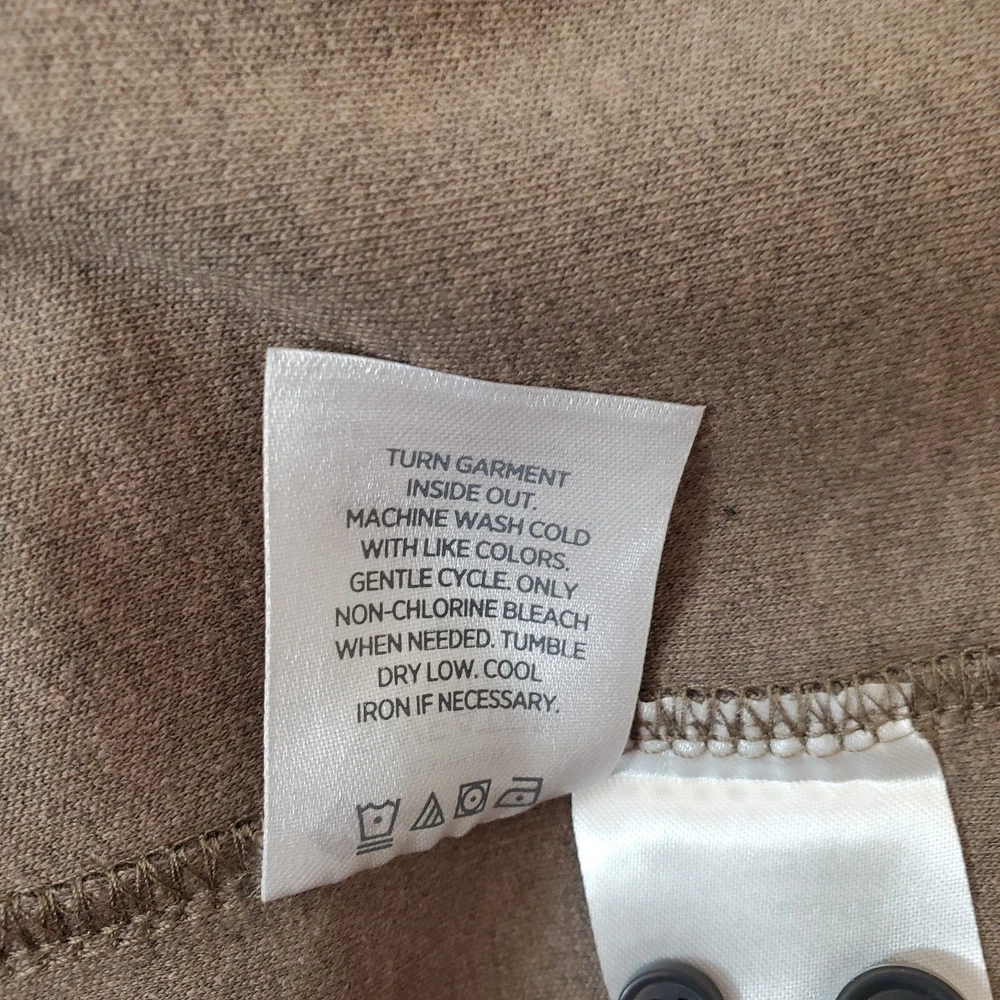 TURN GARMENT
INSIDE OUT.
MACHINE WASH COLD
WITH LIKE COLORS.
GENTLE CYCLE. ONLY
NON-CHLORINE BLEACH
WHEN NEEDED. TUMBLE
DRY LOW. COOL
IRON IF NECESSARY.